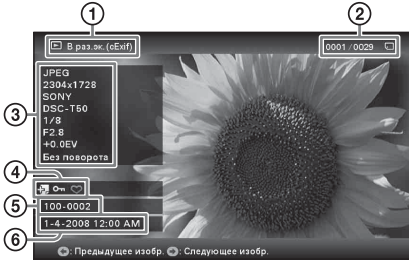 1
2
В раз.эк.(cExif)
0001/0029
3
JPEG
2304x1728
SONY
DSC-T50
1/8
F2.8
+0.0EV
Без поворота
4
5
100-0002
1-4-2008 12:00 AM
6
: Предыдущее изобр. : Следующее изобр.